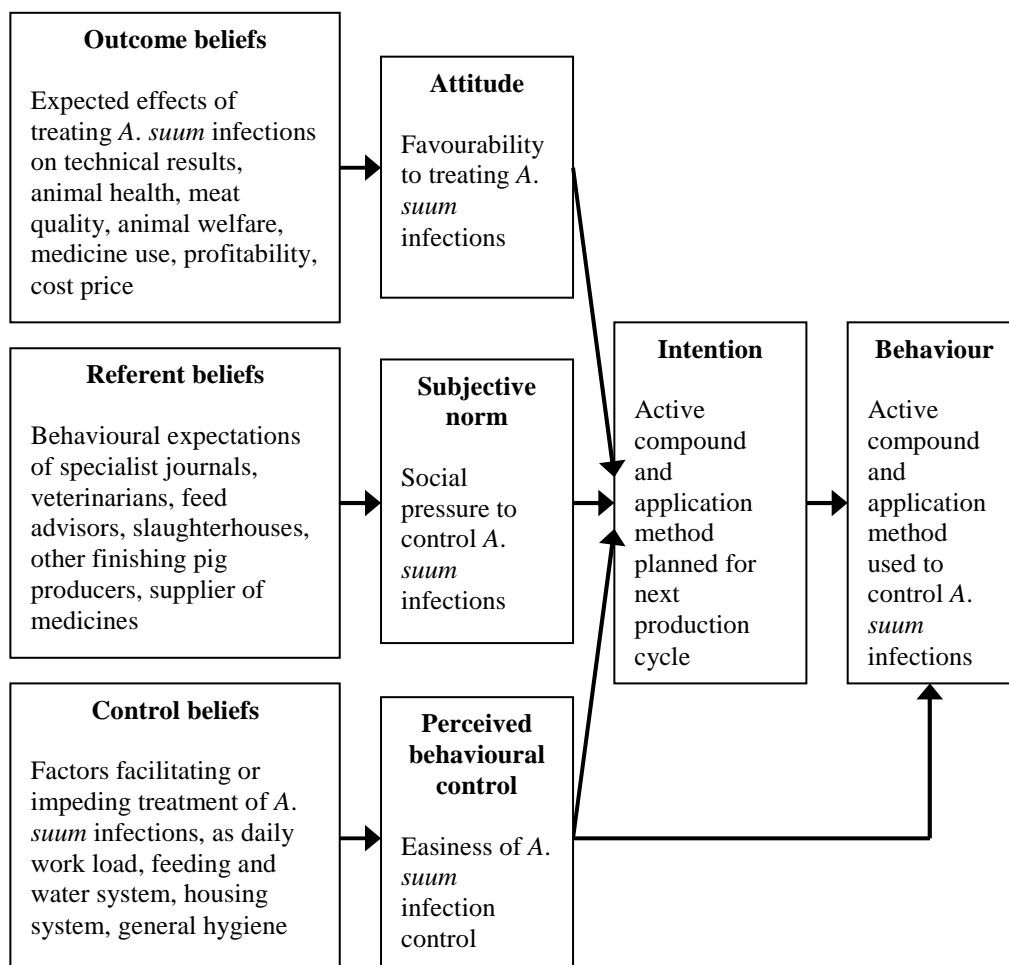 Outcome beliefs
Expected effects of
treating A. suum infections
on technical results,
animal health, meat
quality, animal welfare,
medicine use, profitability,
cost price
Attitude
Favourability
to treating A.
suum
infections
Referent beliefs
Behavioural expectations
of specialist journals,
veterinarians, feed
advisors, slaughterhouses,
other finishing pig
producers, supplier of
medicines
Subjective
norm
Social
pressure to
control A.
suum
infections
Control beliefs
Factors facilitating or
impeding treatment of A.
suum infections, as daily
work load, feeding and
water system, housing
system, general hygiene
Perceived
behavioural
control
Easiness of A.
suum
infection
control
Intention
Active
compound
and
application
method
planned for
next
production
cycle
Behaviour
Active
compound
and
application
method
used to
control A.
suum
infections